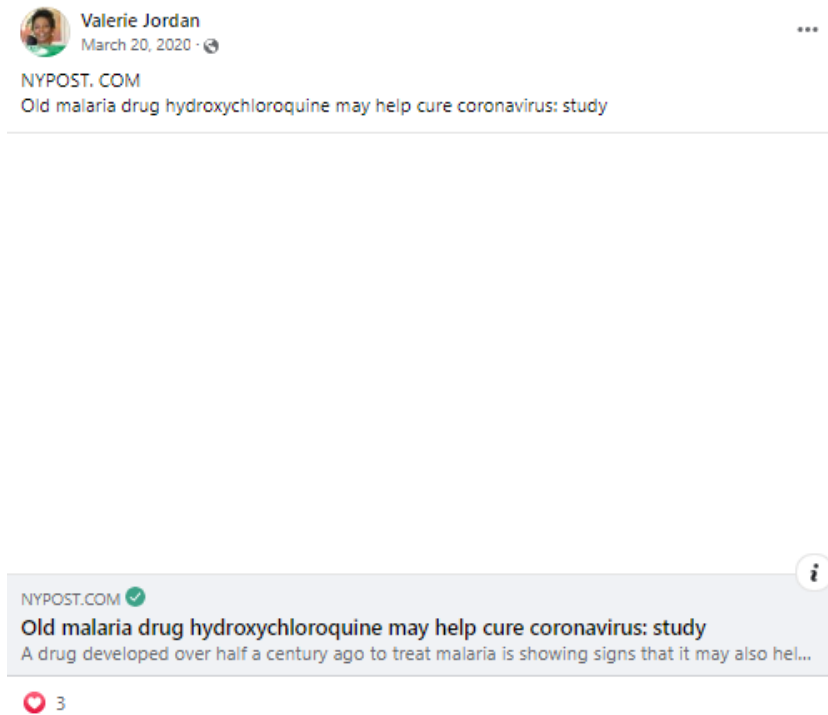 Valerie Jordan
March 20, 2020 ·
NYPOST. COM
Old malaria drug hydroxychloroquine may help cure coronavirus: study
i
NYPOST.COM
Old malaria drug hydroxychloroquine may help cure coronavirus: study
A drug developed over half a century ago to treat malaria is showing signs that it may also hel...
3